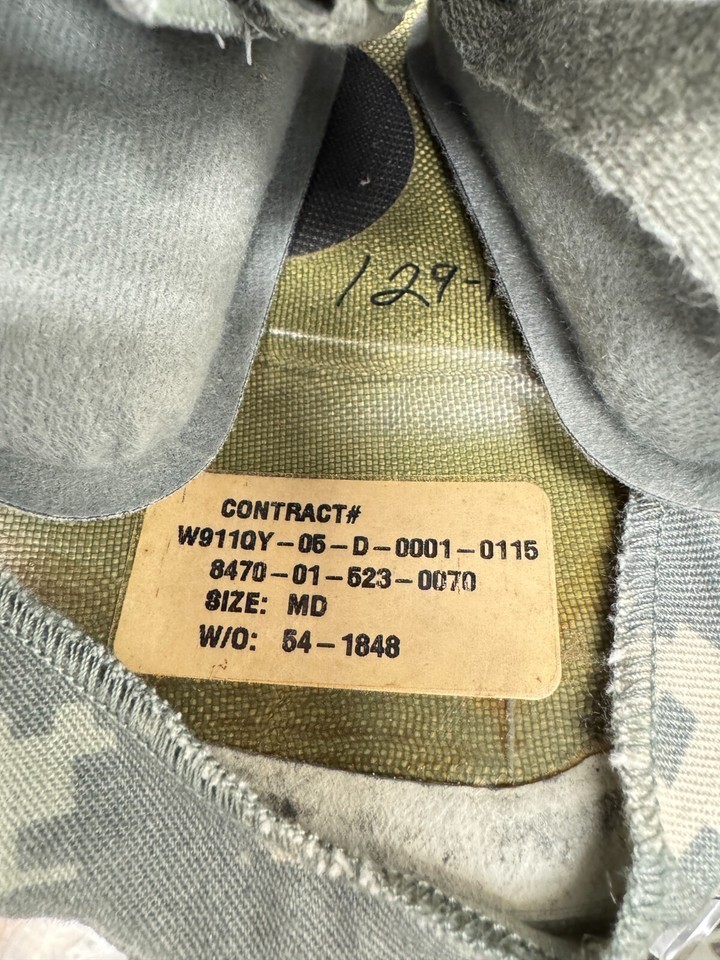 129-
CONTRACT#
W911QY-05-D-0001-0115
8470-01-523-0070
SIZE: MD
W/O: 54-1848